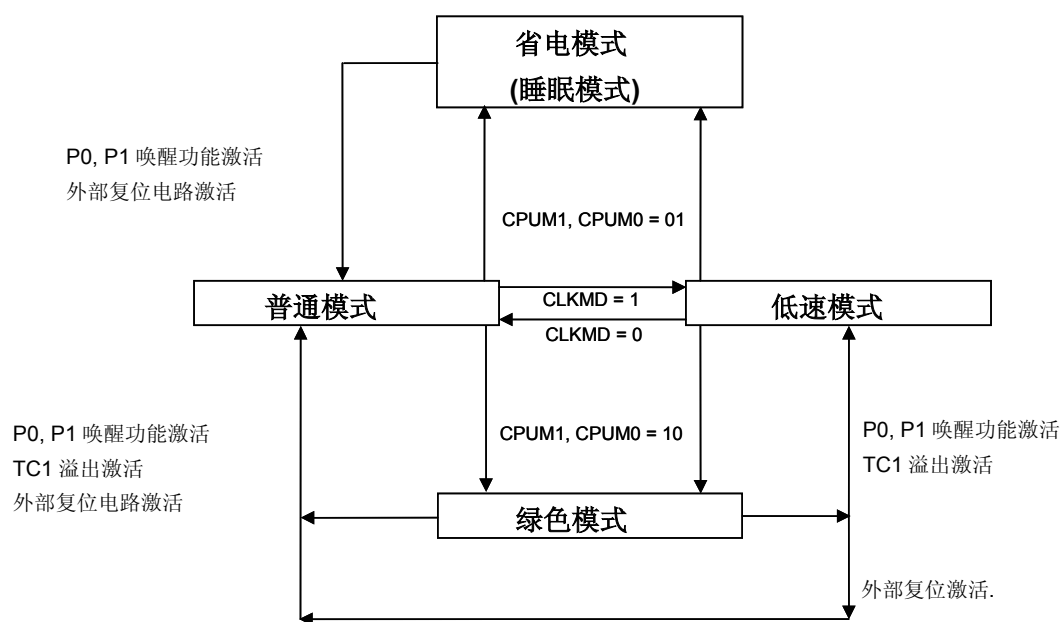 省电模式
(睡眠模式)
P0, P1 唤醒功能激活
外部复位电路激活
CPUM1, CPUM0 = 01
普通模式
CLKMD = 1
低速模式
CLKMD = 0
P0, P1 唤醒功能激活
TC1 溢出激活
外部复位电路激活
CPUM1, CPUM0 = 10
P0, P1 唤醒功能激活
TC1 溢出激活
绿色模式
外部复位激活.